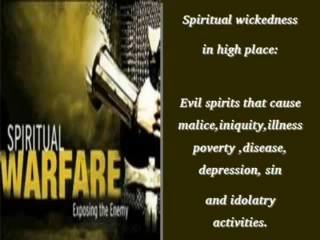 SPIRITUAL
WARFARE
Exposing the Enemy
Spiritual wickedness
in high place:
Evil spirits that cause
malice,iniquity,illness
poverty ,disease,
depression, sin
and idolatry
activities.